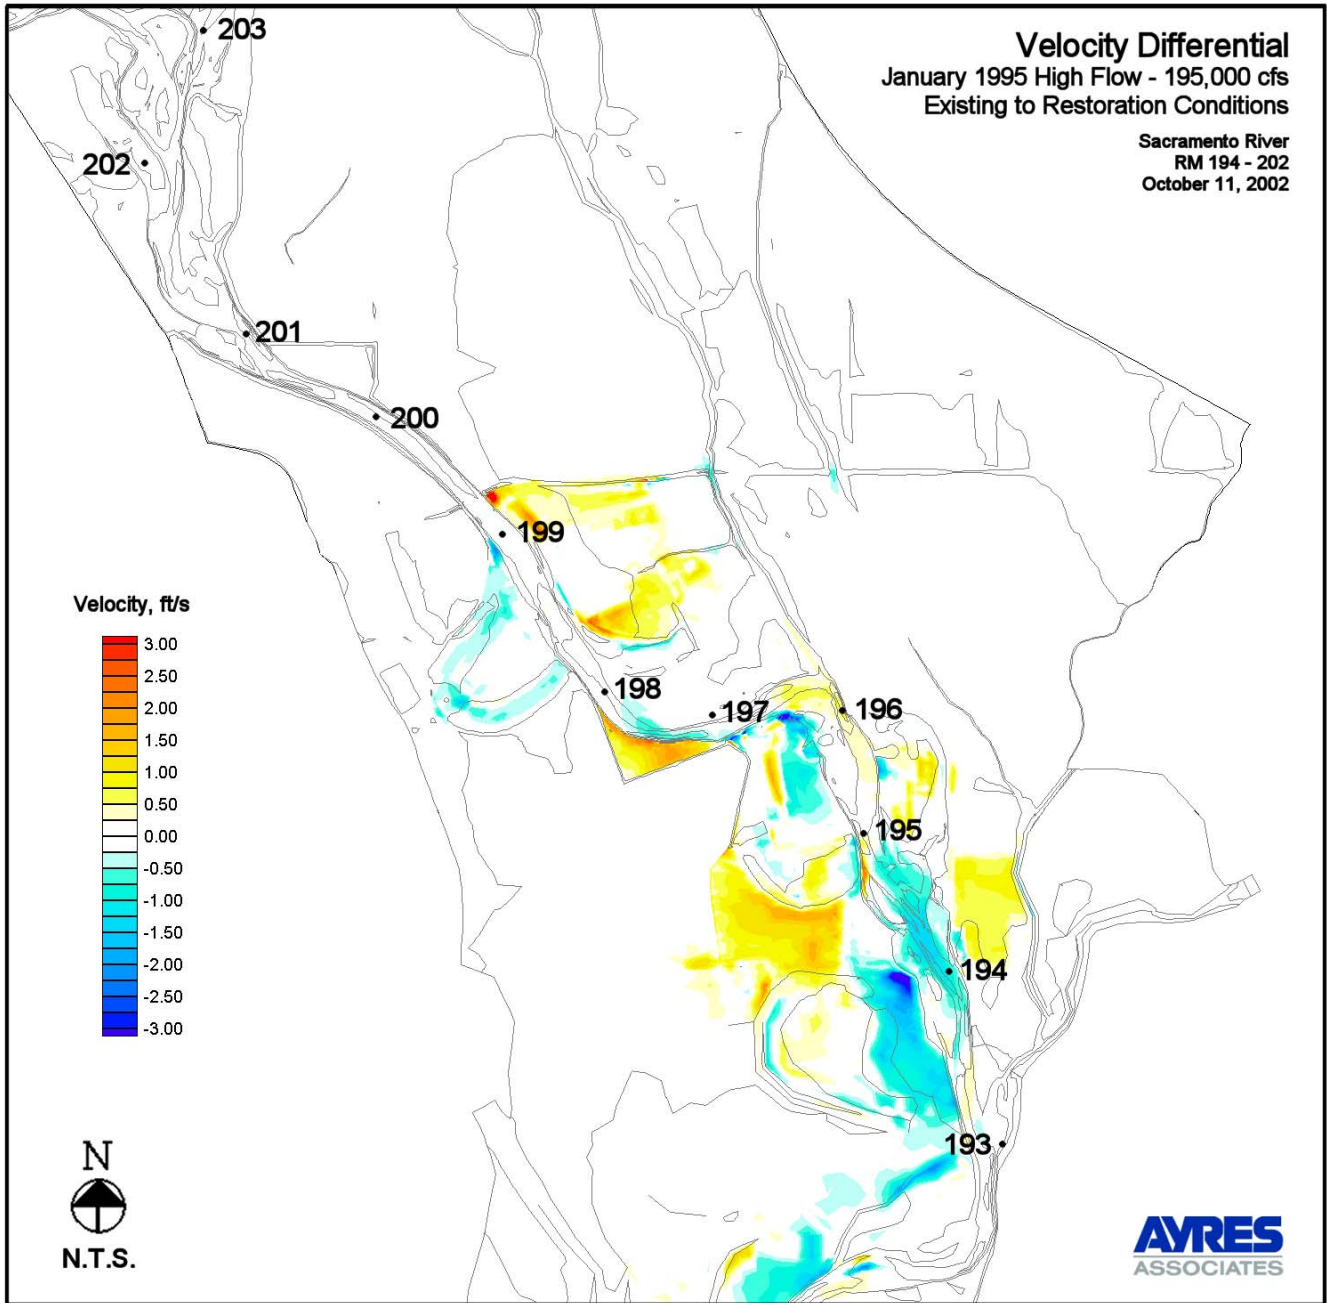 Velocity Differential
January 1995 High Flow - 195,000 cfs
Existing to Restoration Conditions
Sacramento River
RM 194 - 202
October 11, 2002
203
202
201
200
199
198
197
196
195
194
193
Velocity, ft/s
3.00
2.50
2.00
1.50
1.00
0.50
0.00
-0.50
-1.00
-1.50
-2.00
-2.50
-3.00
N
N.T.S.
AYRES
ASSOCIATES